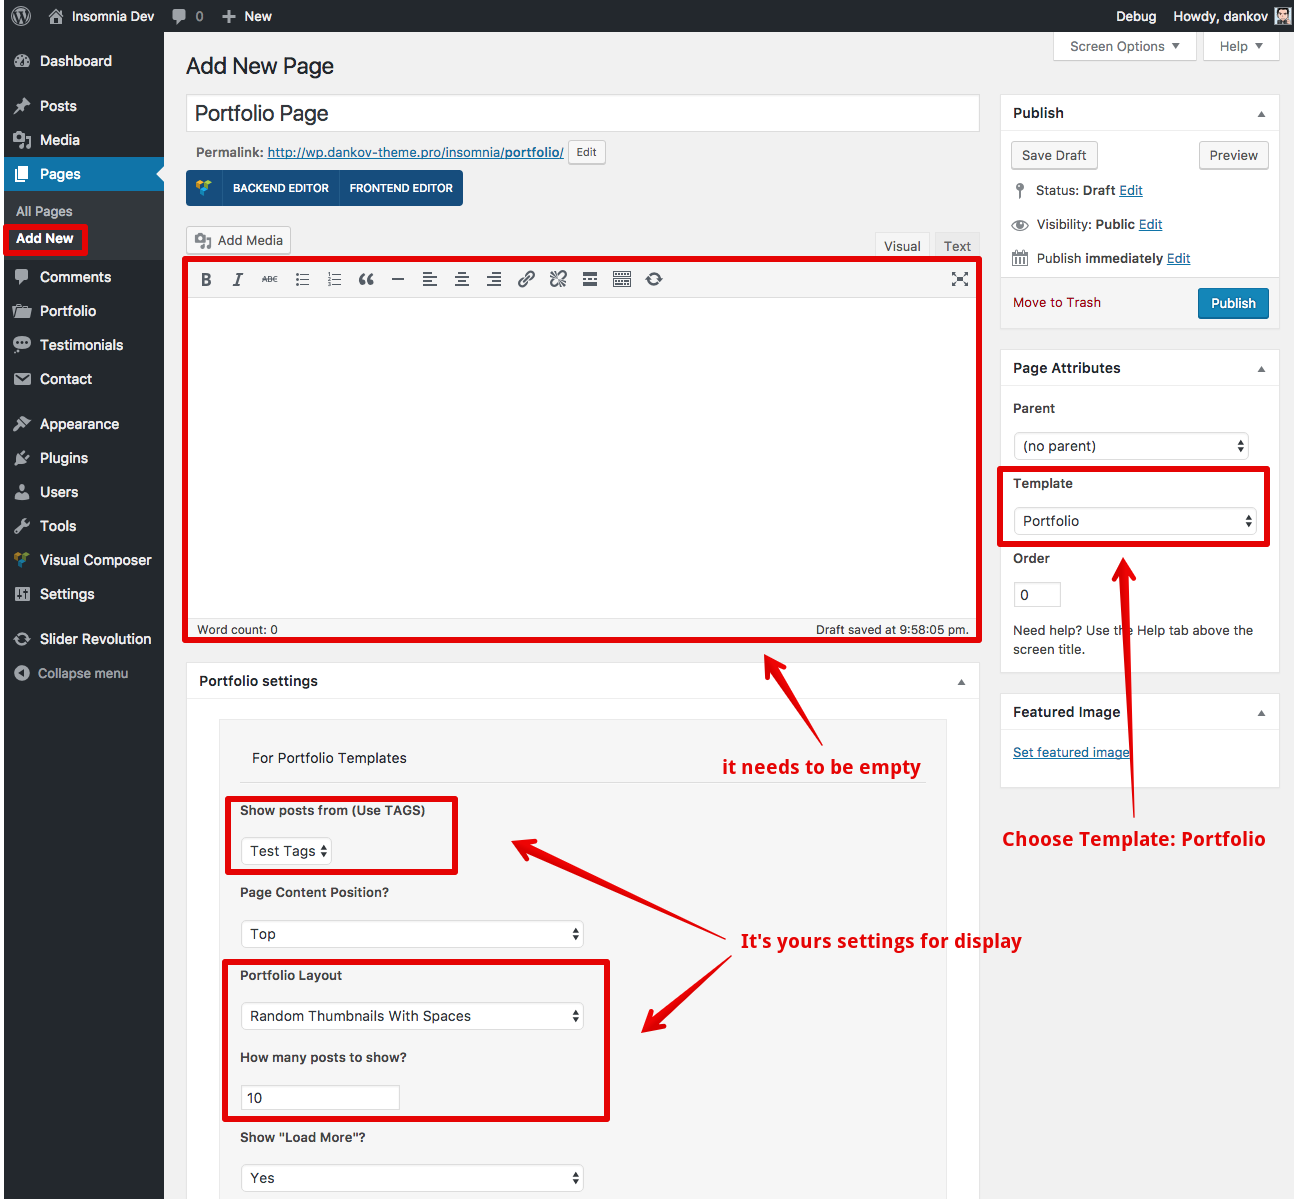 Insomnia Dev 0 New Debug Howdy, dankov
Screen Options Help
Dashboard
Posts
Media
Pages
All Pages
Add New
Comments
Portfolio
Testimonials
Contact
Appearance
Plugins
Users
Tools
Visual Composer
Settings
Slider Revolution
Collapse menu
Add New Page
Portfolio Page
Permalink: http://wp.dankov-theme.pro/insomnia/portfolio/ Edit
BACKEND EDITOR FRONTEND EDITOR
Add Media
Visual Text
B I ABC
Word count: 0 Draft saved at 9:58:05 pm.
it needs to be empty
Portfolio settings
For Portfolio Templates
Show posts from (Use TAGS)
Test Tags
Page Content Position?
Top
It's yours settings for display
Portfolio Layout
Random Thumbnails With Spaces
How many posts to show?
10
Show "Load More"?
Yes
Publish
Save Draft Preview
Status: Draft Edit
Visibility: Public Edit
Publish immediately Edit
Move to Trash Publish
Page Attributes
Parent
(no parent)
Template
Portfolio
Order
0
Need help? Use the Help tab above the
screen title.
Featured Image
Set featured image
Choose Template: Portfolio